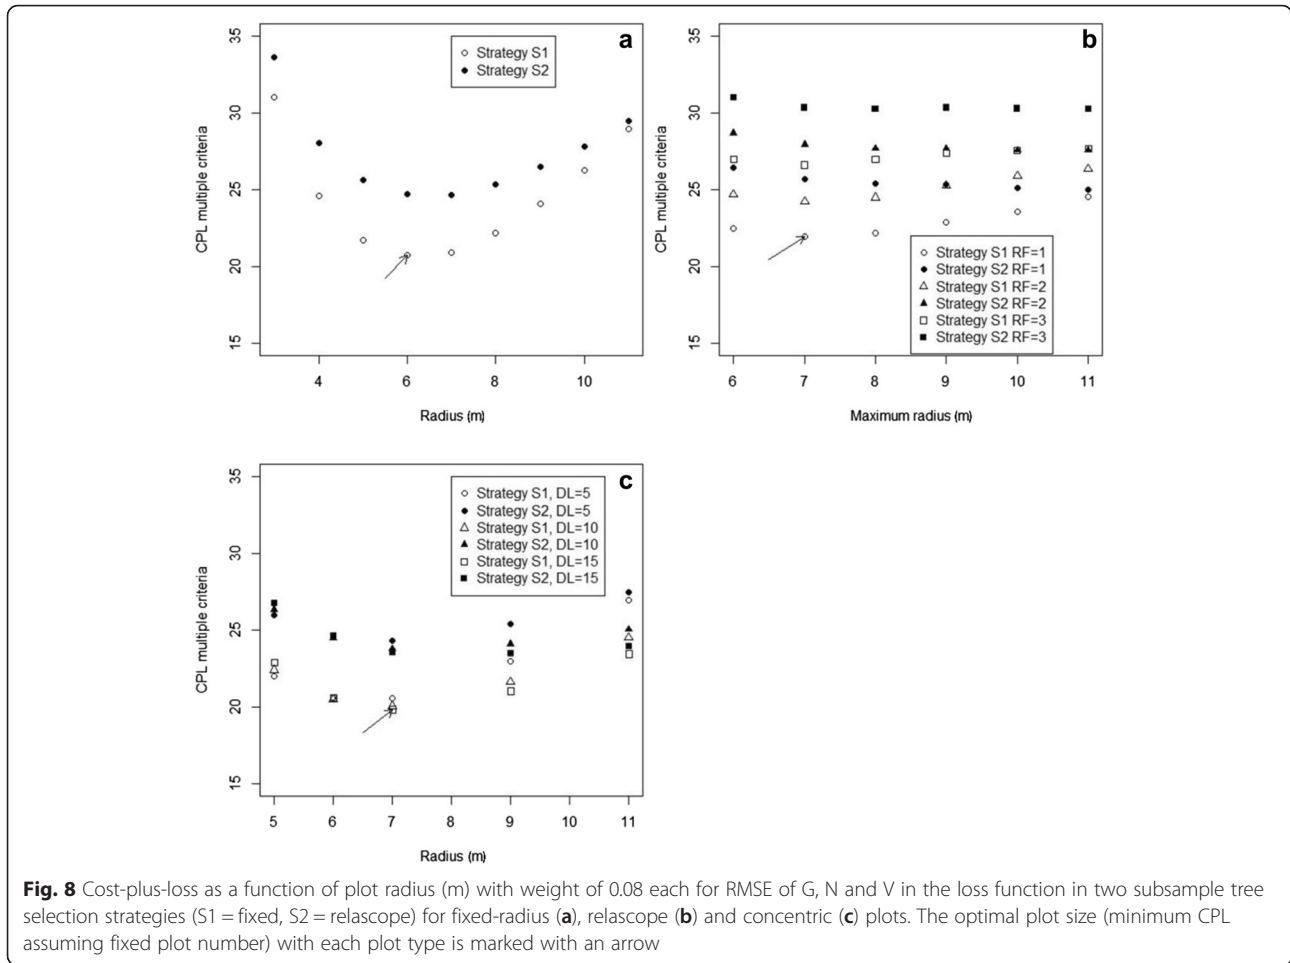 a
Strategy S1
Strategy S2
CPL multiple criteria
35
30
25
20
15
4
6
8
10
Radius (m)
b
CPL multiple criteria
35
30
25
20
15
Strategy S1 RF=1
Strategy S2 RF=1
Strategy S1 RF=2
Strategy S2 RF=2
Strategy S1 RF=3
Strategy S2 RF=3
6
7
8
9
10
11
Maximum radius (m)
c
Strategy S1, DL=5
Strategy S2, DL=5
Strategy S1, DL=10
Strategy S2, DL=10
Strategy S1, DL=15
Strategy S2, DL=15
CPL multiple criteria
35
30
25
20
15
5
6
7
8
9
10
11
Radius (m)
Fig. 8 Cost-plus-loss as a function of plot radius (m) with weight of 0.08 each for RMSE of G, N and V in the loss function in two subsample tree
selection strategies (S1 = fixed, S2 = relascope) for fixed-radius (a), relascope (b) and concentric (c) plots. The optimal plot size (minimum CPL
assuming fixed plot number) with each plot type is marked with an arrow